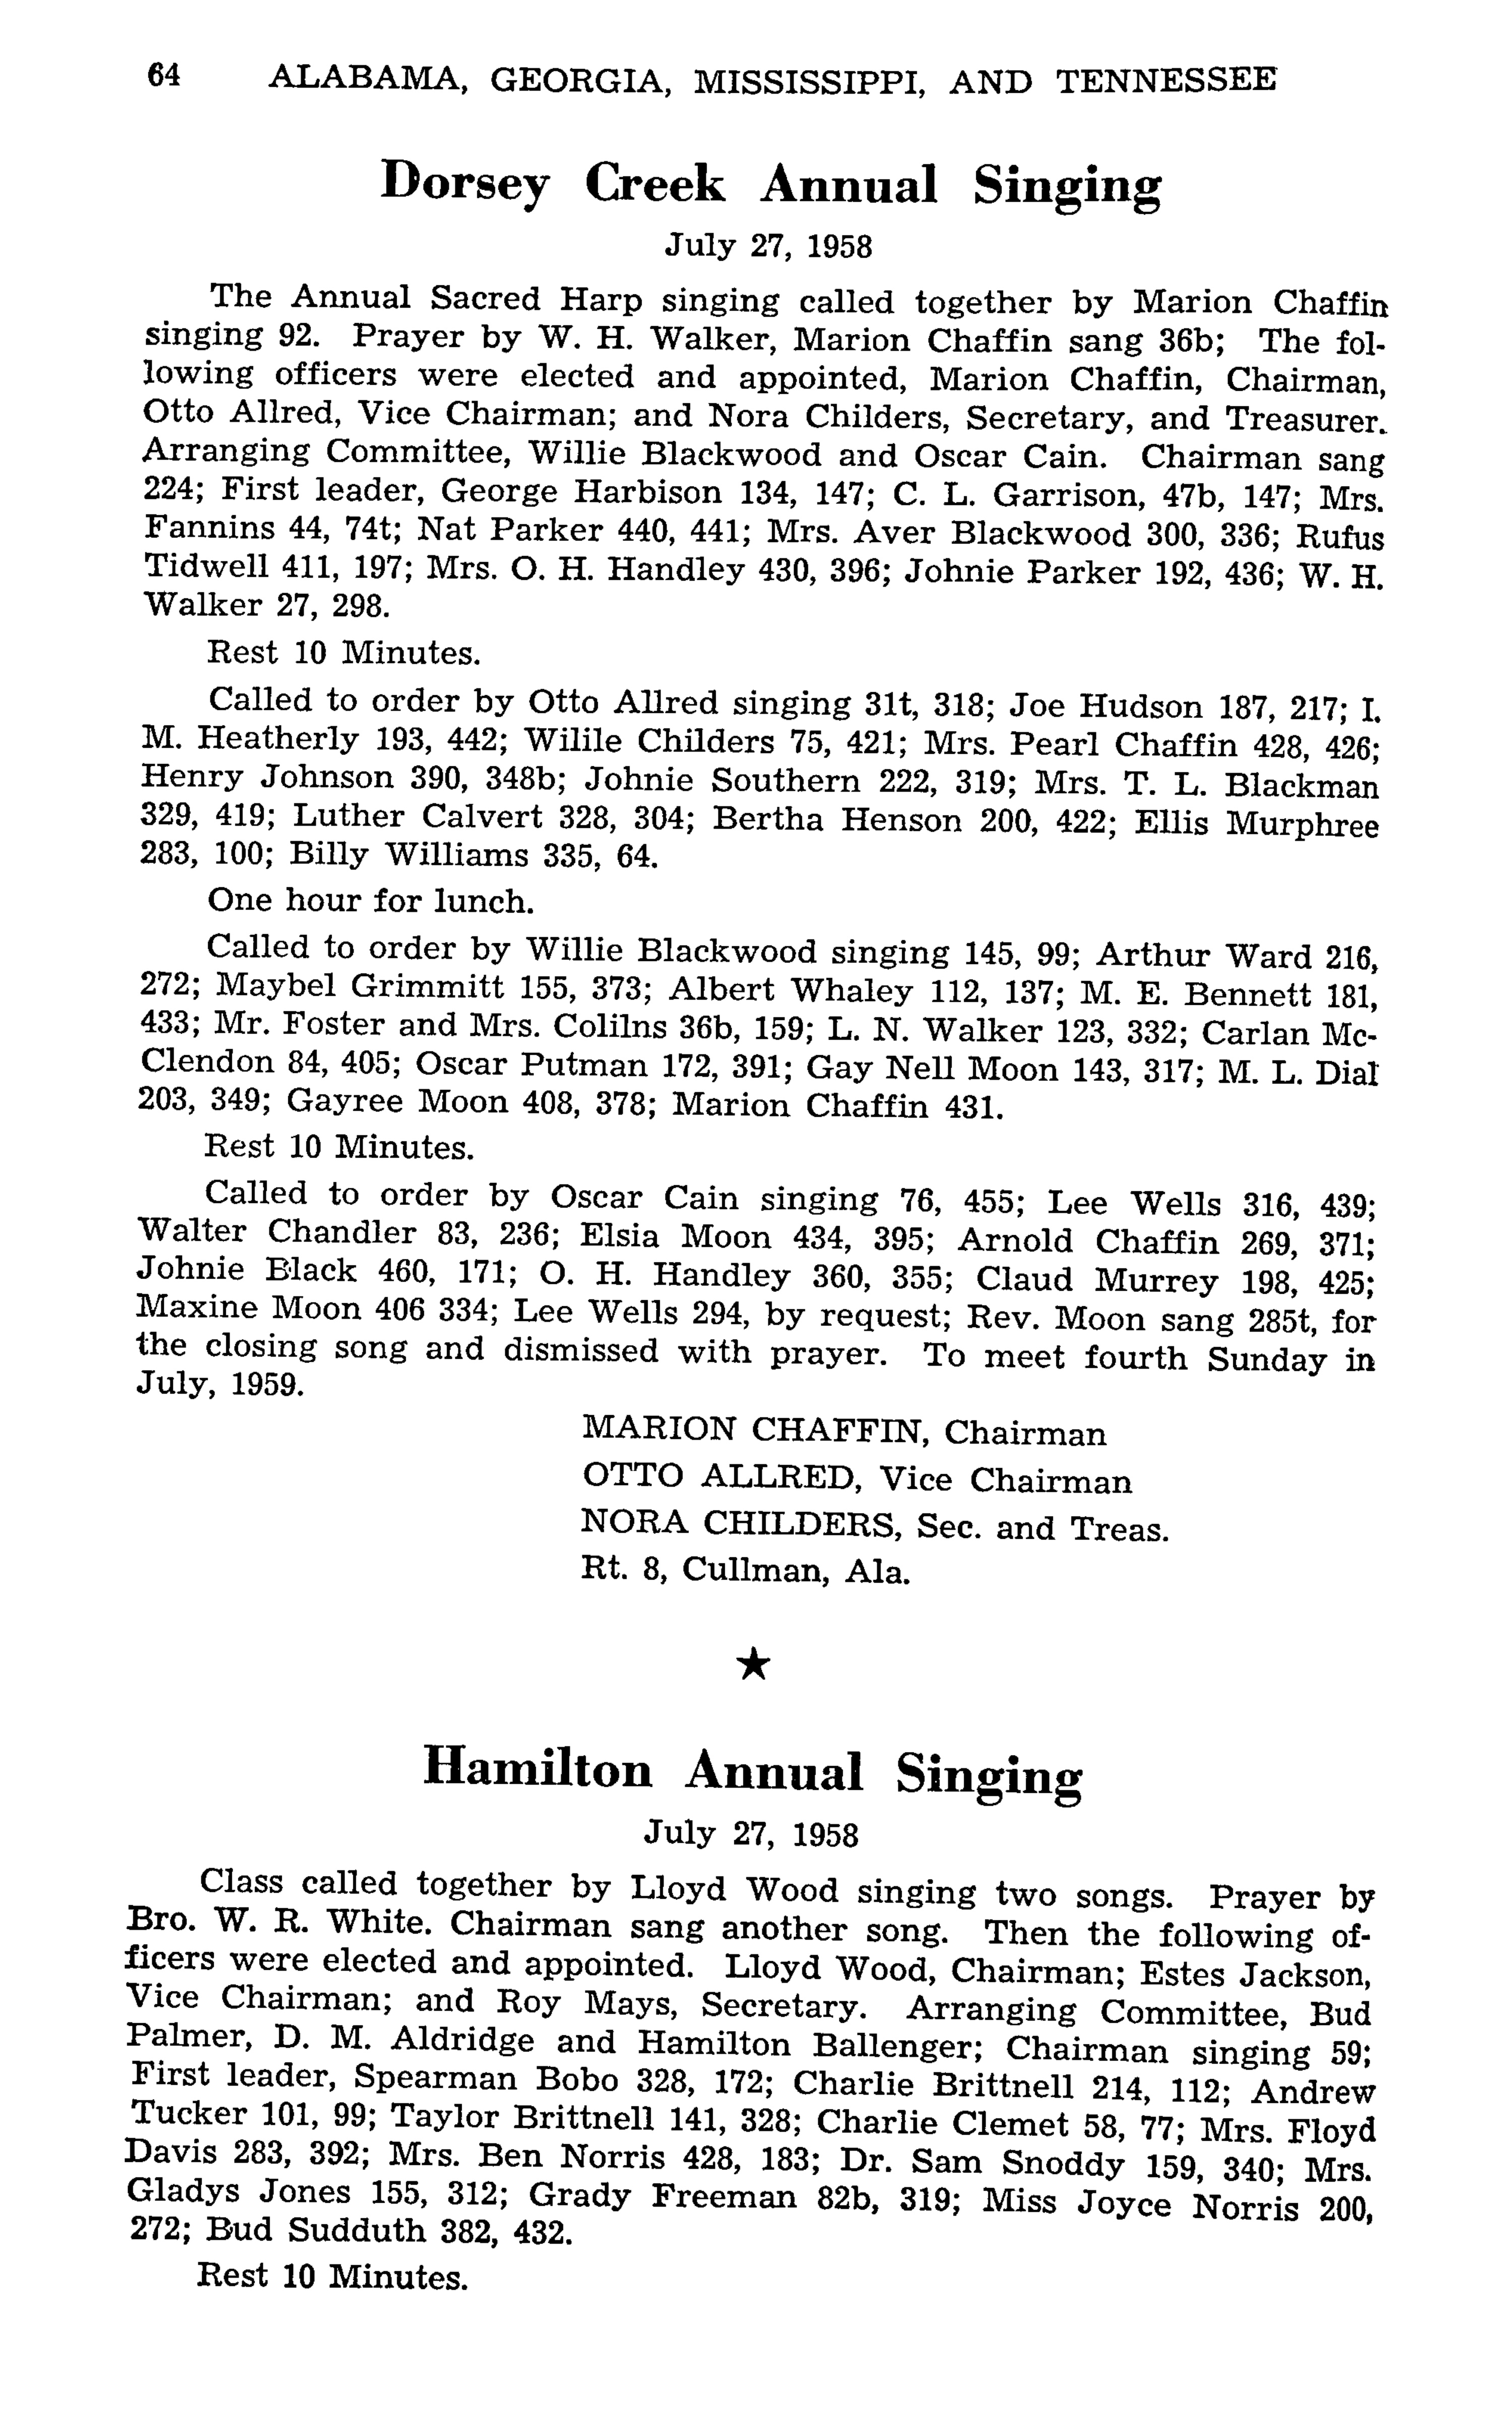 64 ALABAMA, GEORGIA, MISSISSIPPI, AND TENNESSEE
Dorsey Creek Annual Singing
July 27, 1958
The Annual Sacred Harp singing called together by Marion Chaffin
singing 92. Prayer by W. H. Walker, Marion Chaffin sang 36b; The fol-
lowing officers were elected and appointed, Marion Chaffin, Chairman,
Otto Allred, Vice Chairman; and Nora Childers, Secretary, and Treasurer.
Arranging Committee, Willie Blackwood and Oscar Cain. Chairman sang
224; First leader, George Harbison 134, 147; C. L. Garrison, 47b, 147; Mrs.
Fannins 44, 74t; Nat Parker 440, 441; Mrs. Aver Blackwood 300, 336; Rufus
Tidwell 411, 197; Mrs. O. H. Handley 430, 396; Johnie Parker 192, 436; W. H.
Walker 27, 298.
Rest 10 Minutes.
Called to order by Otto Allred singing 31t, 318; Joe Hudson 187, 217; I.
M. Heatherly 193, 442; Wilile Childers 75, 421; Mrs. Pearl Chaffin 428, 426;
Henry Johnson 390, 348b; Johnie Southern 222, 319; Mrs. T. L. Blackman
329, 419; Luther Calvert 328, 304; Bertha Henson 200, 422; Ellis Murphree
283, 100; Billy Williams 335, 64.
One hour for lunch.
Called to order by Willie Blackwood singing 145, 99; Arthur Ward 216,
272; Maybel Grimmitt 155, 373; Albert Whaley 112, 137; M. E. Bennett 181,
433; Mr. Foster and Mrs. Colilns 36b, 159; L. N. Walker 123, 332; Carlan Mc-
Clendon 84, 405; Oscar Putman 172, 391; Gay Nell Moon 143, 317; M. L. Dial
203, 349; Gayree Moon 408, 378; Marion Chaffin 431.
Rest 10 Minutes.
Called to order by Oscar Cain singing 76, 455; Lee Wells 316, 439;
Walter Chandler 83, 236; Elsia Moon 434, 395; Arnold Chaffin 269, 371;
Johnie Black 460, 171; O. H. Handley 360, 355; Claud Murrey 198, 425;
Maxine Moon 406 334; Lee Wells 294, by request; Rev. Moon sang 285t, for
the closing song and dismissed with prayer. To meet fourth Sunday in
July, 1959.
MARION CHAFFIN, Chairman
OTTO ALLRED, Vice Chairman
NORA CHILDERS, Sec. and Treas.
Rt. 8, Cullman, Ala.
Hamilton Annual Singing
July 27, 1958
Class called together by Lloyd Wood singing two songs. Prayer by
Bro. W. R. White. Chairman sang another song. Then the following of-
ficers were elected and appointed. Lloyd Wood, Chairman; Estes Jackson,
Vice Chairman; and Roy Mays, Secretary. Arranging Committee, Bud
Palmer, D. M. Aldridge and Hamilton Ballenger; Chairman singing 59;
First leader, Spearman Bobo 328, 172; Charlie Brittnell 214, 112; Andrew
Tucker 101, 99; Taylor Brittnell 141, 328; Charlie Clemet 58, 77; Mrs. Floyd
Davis 283, 392; Mrs. Ben Norris 428, 183; Dr. Sam Snoddy 159, 340; Mrs.
Gladys Jones 155, 312; Grady Freeman 82b, 319; Miss Joyce Norris 200,
272; Bud Sudduth 382, 432.
Rest 10 Minutes.